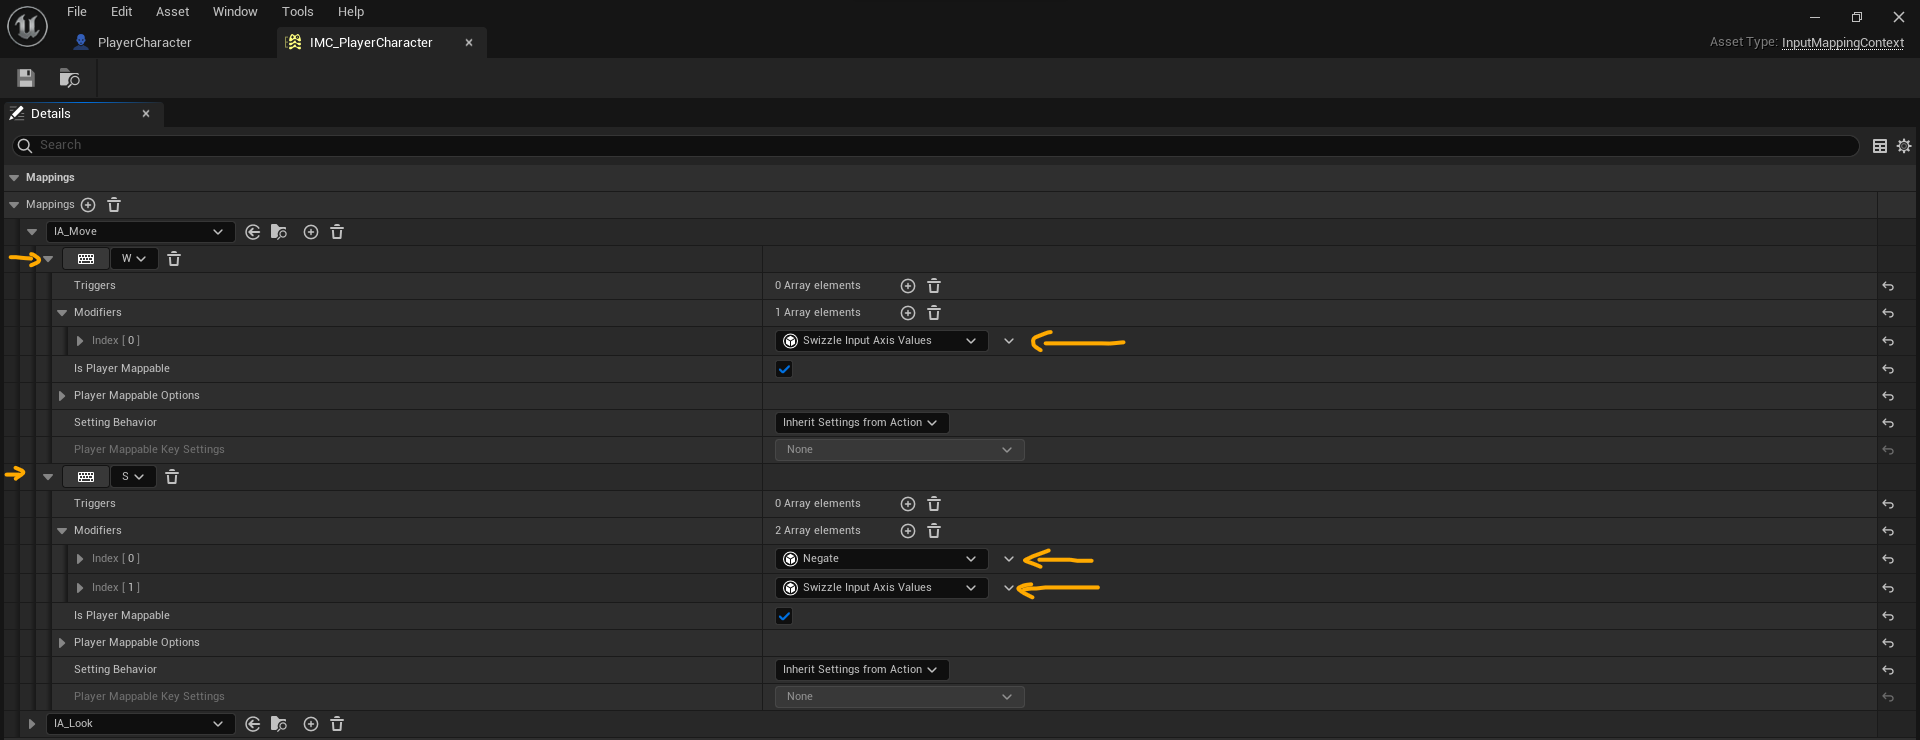 File Edit Asset Window Tools Help
PlayerCharacter IMC_PlayerCharacter
Asset Type: InputMappingContext
Details
Search
Mappings
Mappings
IA_Move
W
Triggers 0 Array elements
Modifiers 1 Array elements
Index [ 0 ] Swizzle Input Axis Values
Is Player Mappable
Player Mappable Options
Setting Behavior Inherit Settings from Action
Player Mappable Key Settings None
S
Triggers 0 Array elements
Modifiers 2 Array elements
Index [ 0 ] Negate
Index [ 1 ] Swizzle Input Axis Values
Is Player Mappable
Player Mappable Options
Setting Behavior Inherit Settings from Action
Player Mappable Key Settings None
IA_Look